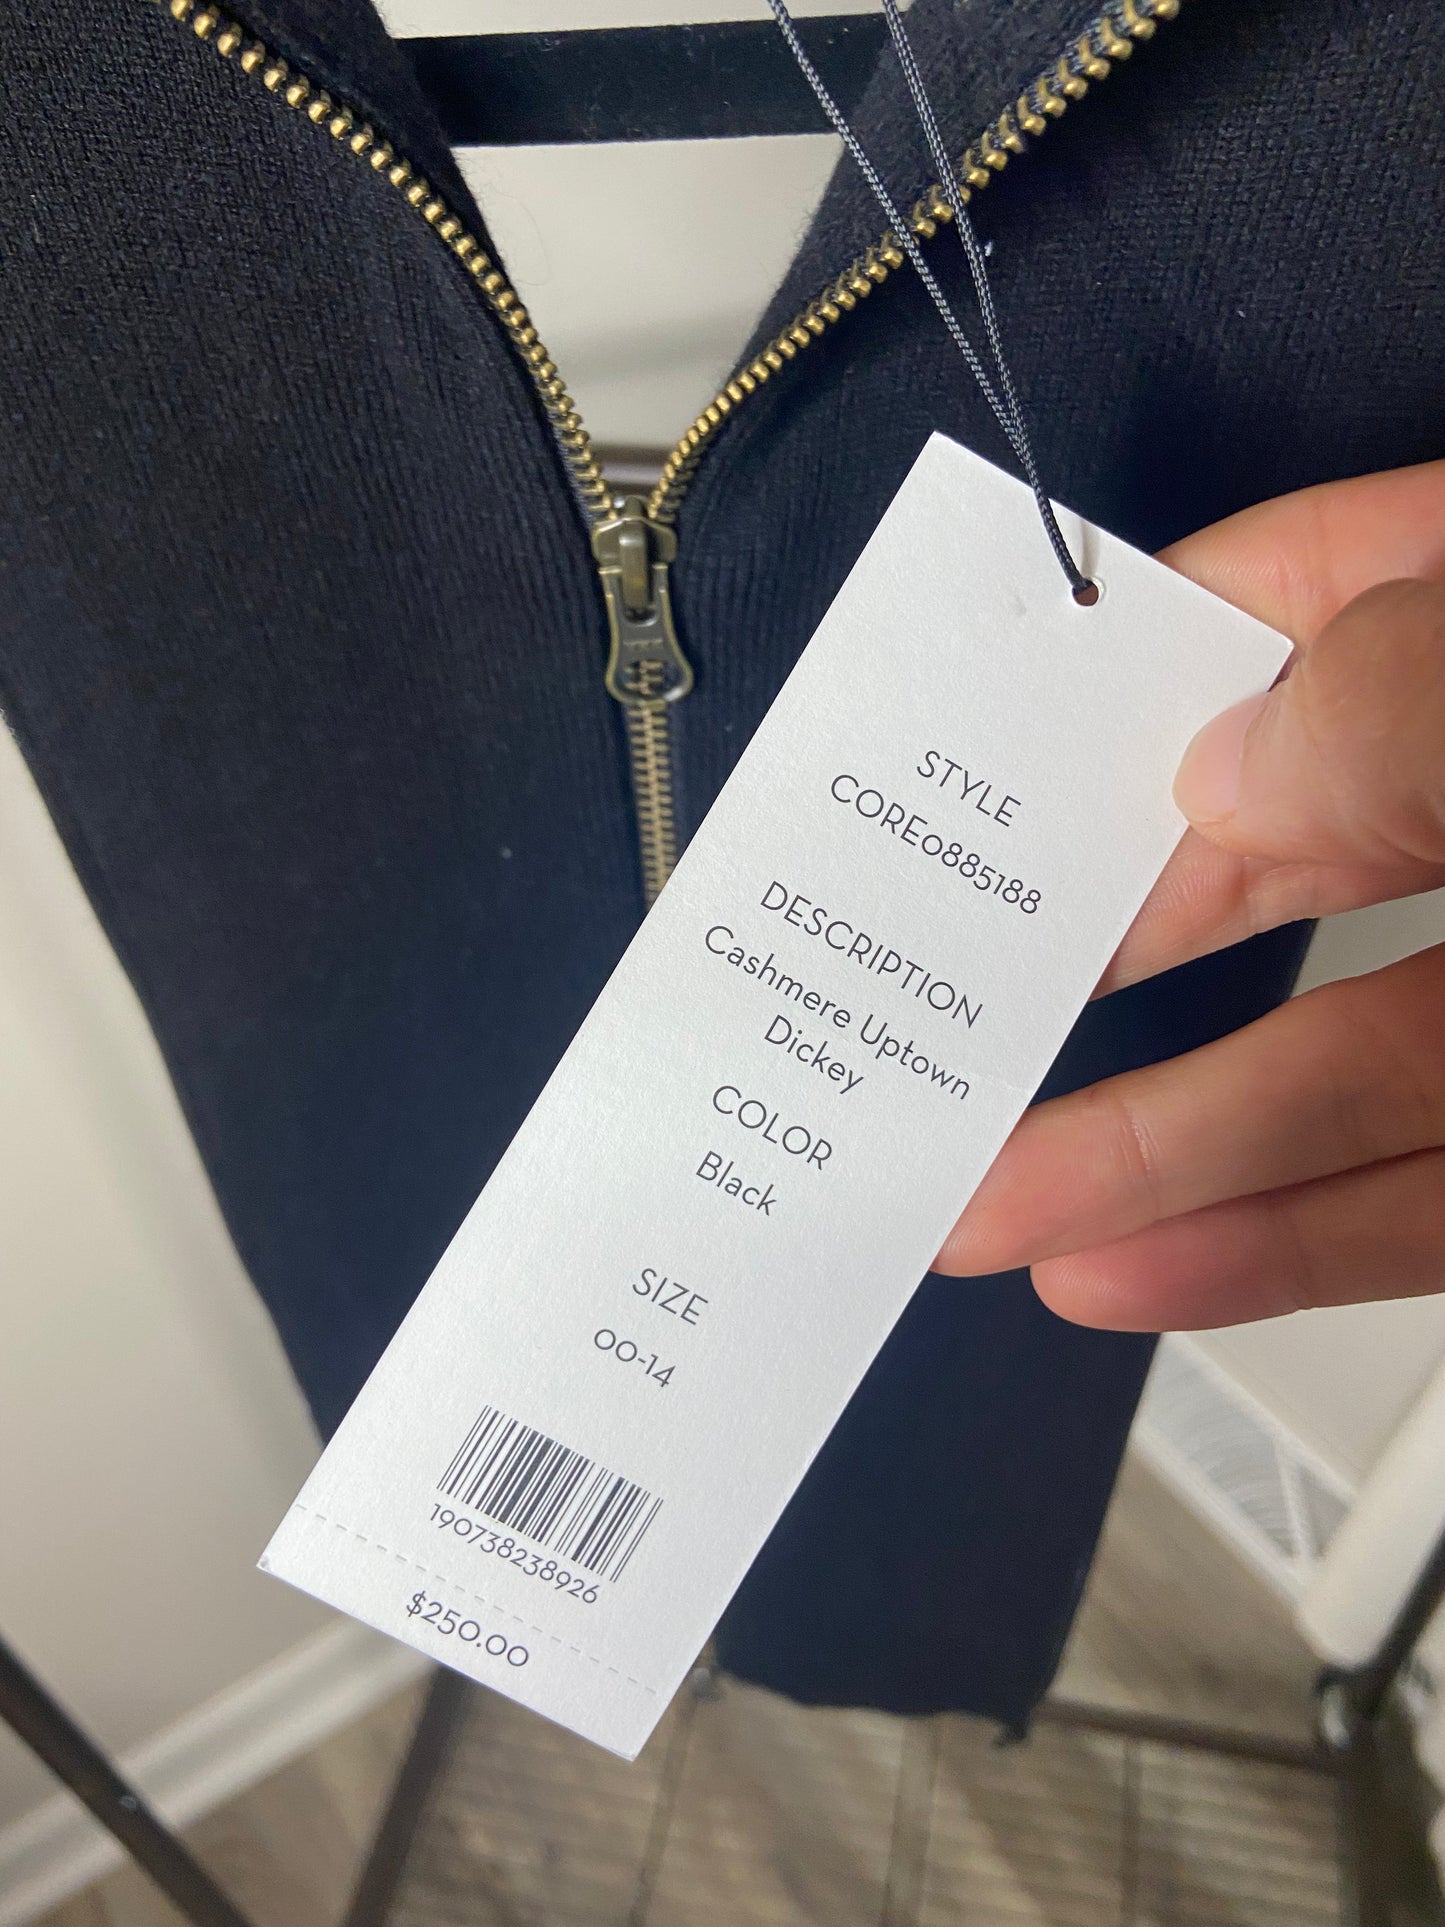 STYLE
CORE0885188
DESCRIPTION
Cashmere Uptown
Dickey
COLOR
Black
SIZE
00-14
190738238926
$250.00